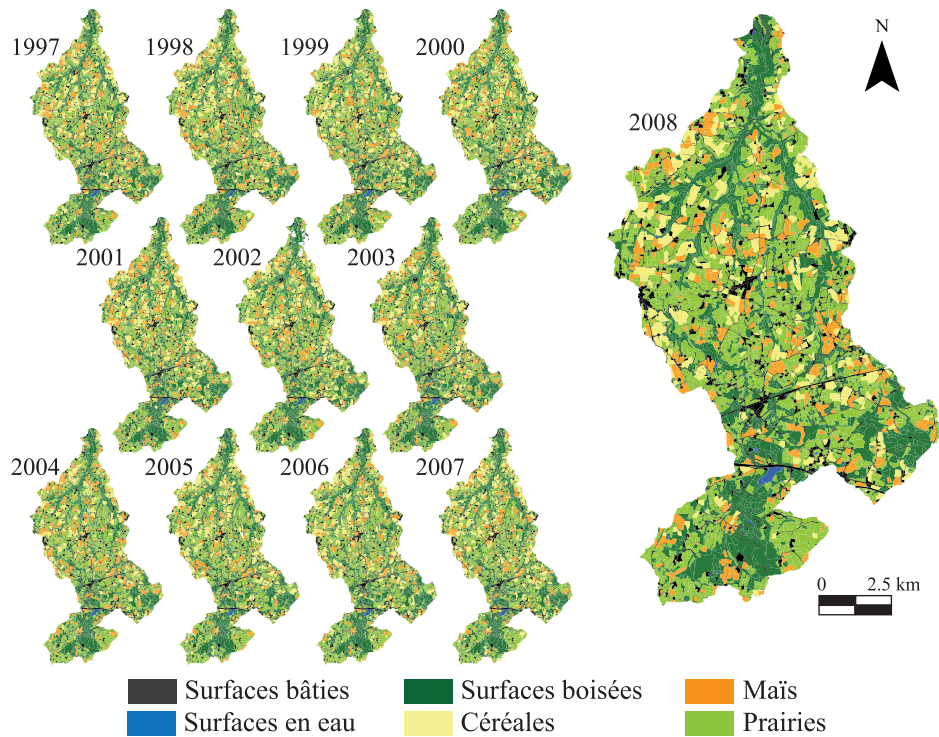 1997
1998
1999
2000
N
2008
2001
2002
2003
2004
2005
2006
2007
0 2.5 km
Surfaces bâties
Surfaces boisées
Maïs
Surfaces en eau
Céréales
Prairies